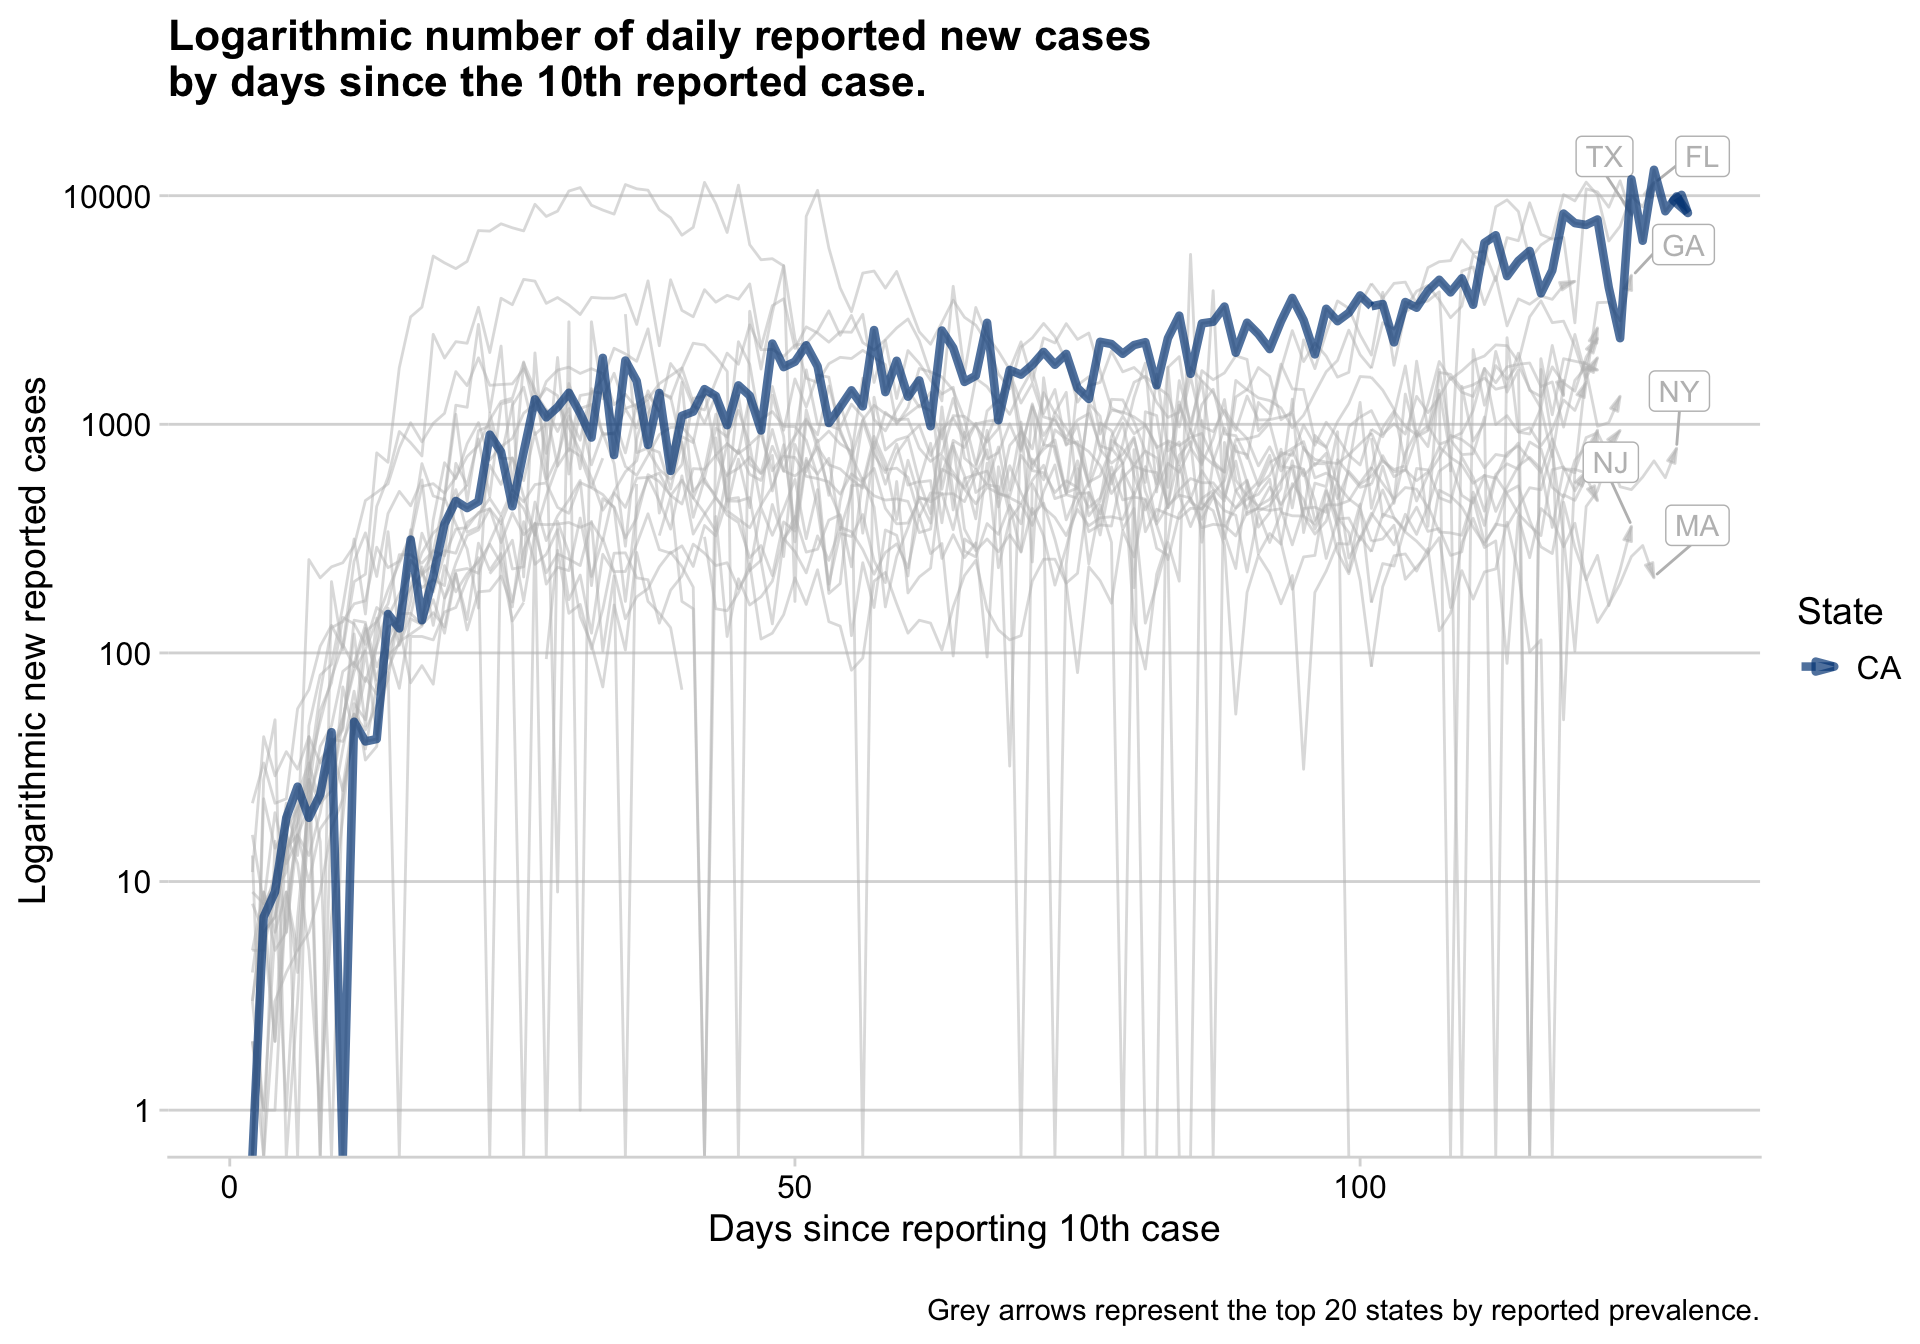 Logarithmic number of daily reported new cases
by days since the 10th reported case.
Logarithmic new reported cases
10000
1000
100
10
1
TX
FL
GA
NY
NJ
MA
State
CA
0
50
100
Days since reporting 10th case
Grey arrows represent the top 20 states by reported prevalence.